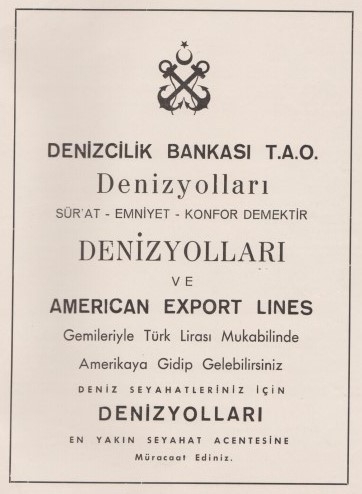 DENİZCİLİK BANKASI T.A.O.
Denizyolları
SÜR'AT - EMNİYET - KONFOR DEMEKTİR
DENİZYOLLARI
VE
AMERICAN EXPORT LINES
Gemileriyle Türk Lirası Mukabilinde
Amerikaya Gidip Gelebilirsiniz
DENİZ SEYAHATLERİNİZ İÇİN
DENİZYOLLARI
EN YAKIN SEYAHAT ACENTESİNE
Müracaat Ediniz.